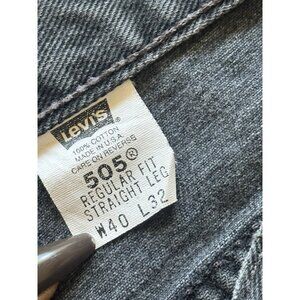 LEVI'S ®
100% COTTON
MADE IN U.S.A.
CARE ON REVERSE
505®
REGULAR FIT
STRAIGHT LEG
W40 L32